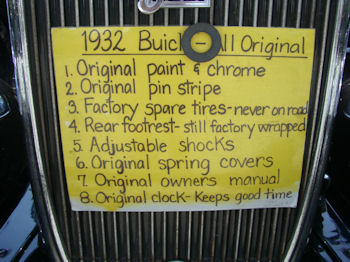 1932 Buick - All Original
1. Original paint & chrome
2. Original pin stripe
3. Factory spare tires - never on road
4. Rear footrest - still factory wrapped
5. Adjustable shocks
6. Original spring covers
7. Original owners manual
8. Original clock - Keeps good time